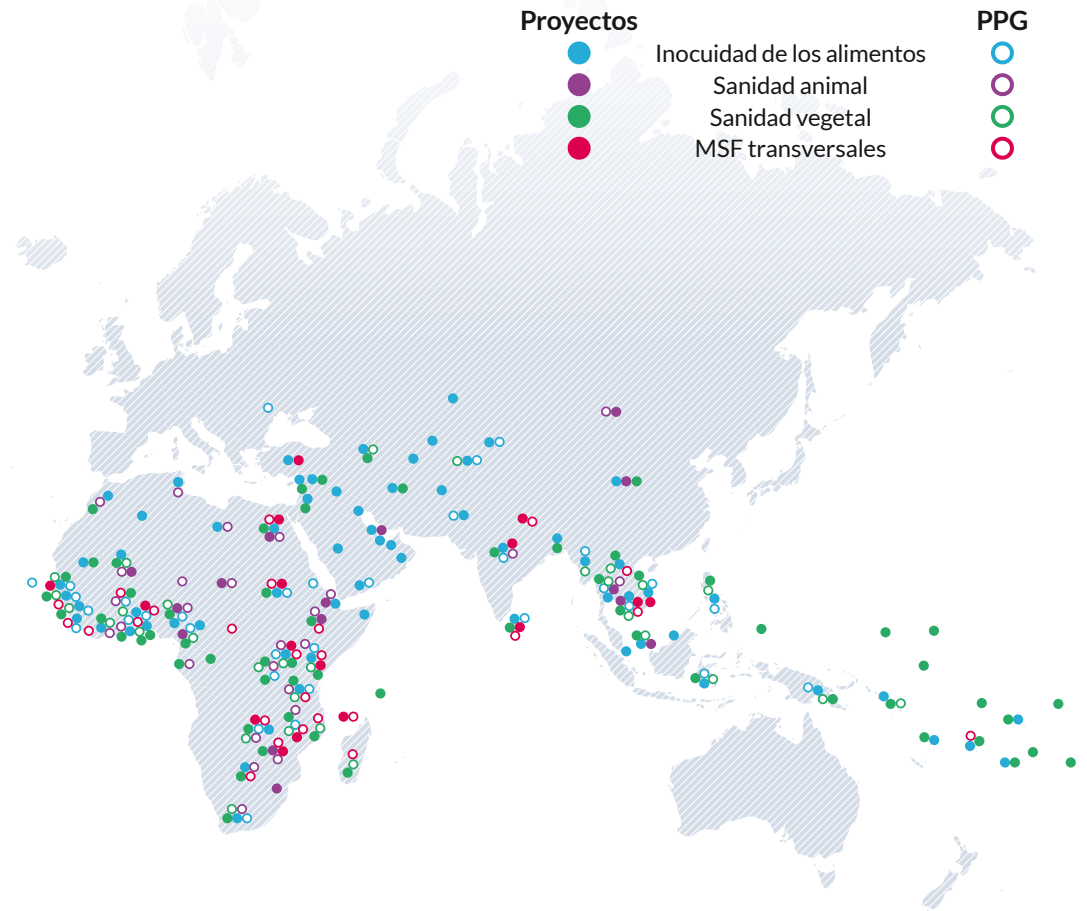 Proyectos PPG
Inocuidad de los alimentos
Sanidad animal
Sanidad vegetal
MSF transversales